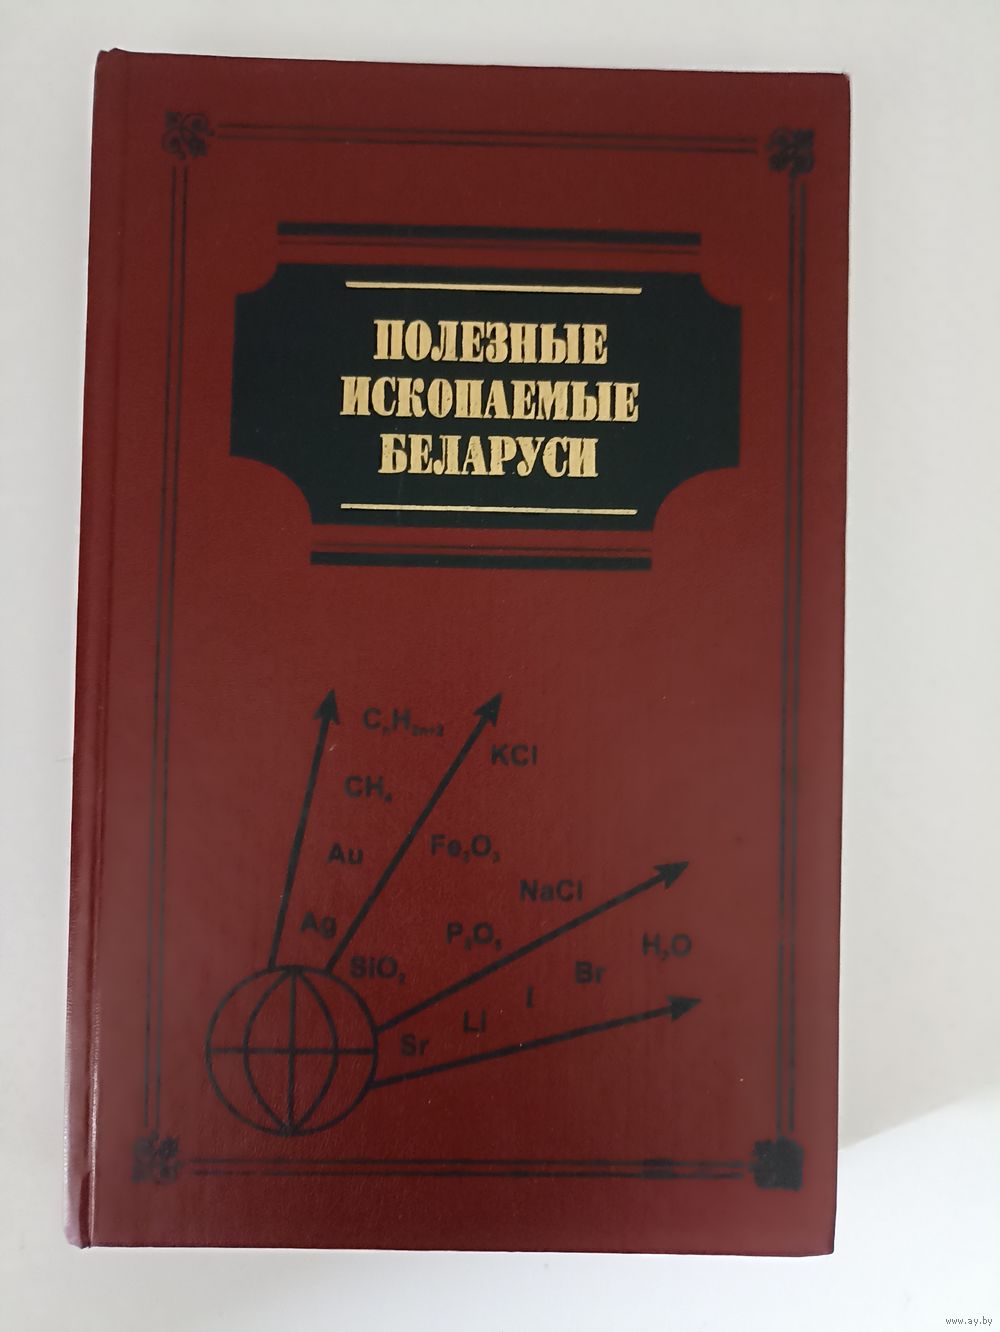 ПОЛЕЗНЫЕ
ИСКОПАЕМЫЕ
БЕЛАРУСИ
CnH2n+2
KCl
CH4
Au
Fe2O3
NaCl
Ag
P2O5
H2O
SiO2
Br
I
Li
Sr
www.ay.by